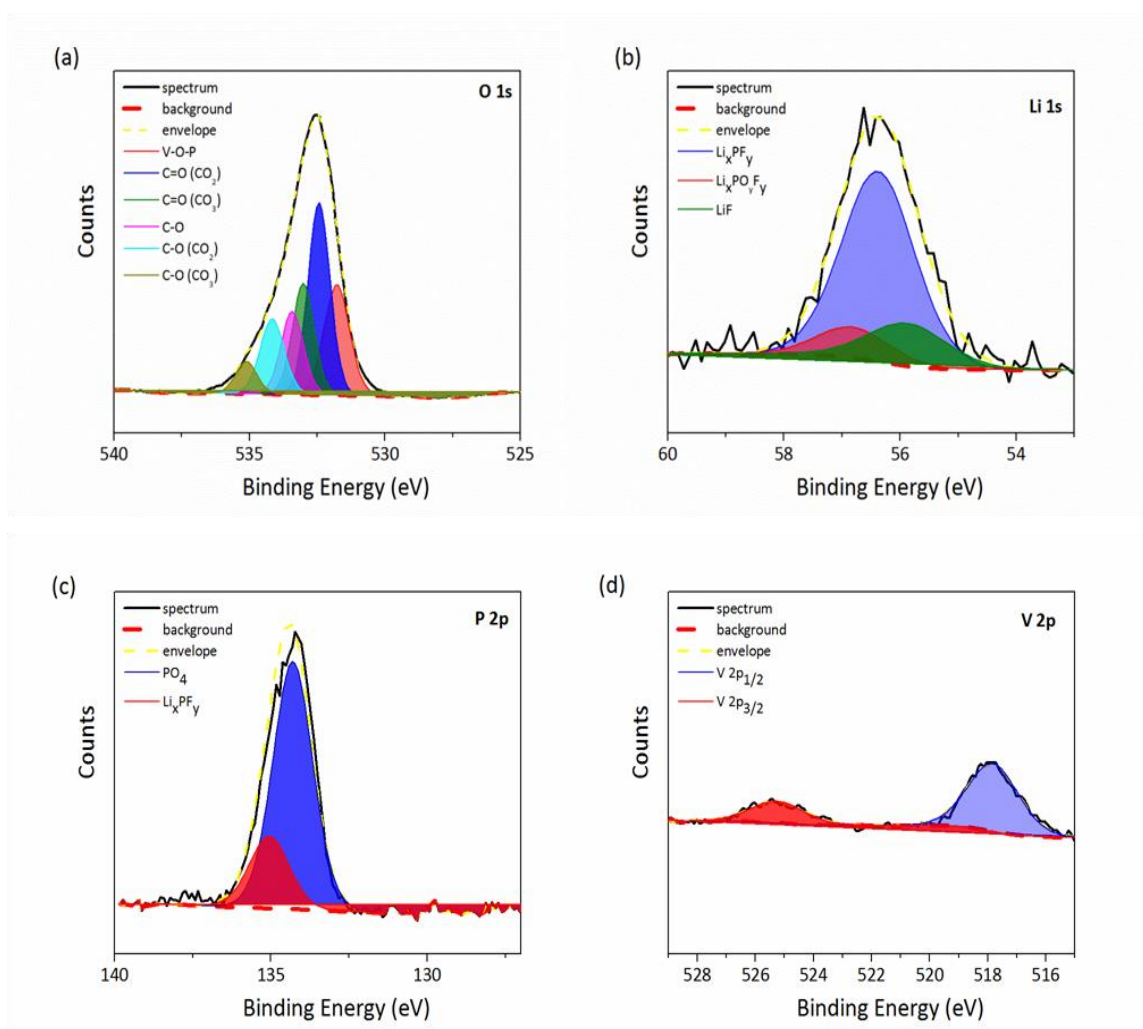 (a)
spectrum
background
envelope
V-O-P
C=O (CO₂)
C=O (CO₃)
C-O
C-O (CO₂)
C-O (CO₃)
O 1s
Counts
540 535 530 525
Binding Energy (eV)
(b)
spectrum
background
envelope
LiₓPFᵧ
LiₓPOᵧFᵧ
LiF
Li 1s
Counts
60 58 56 54
Binding Energy (eV)
(c)
spectrum
background
envelope
PO₄
LiₓPFᵧ
P 2p
Counts
140 135 130
Binding Energy (eV)
(d)
spectrum
background
envelope
V 2p1/2
V 2p3/2
V 2p
Counts
528 526 524 522 520 518 516
Binding Energy (eV)